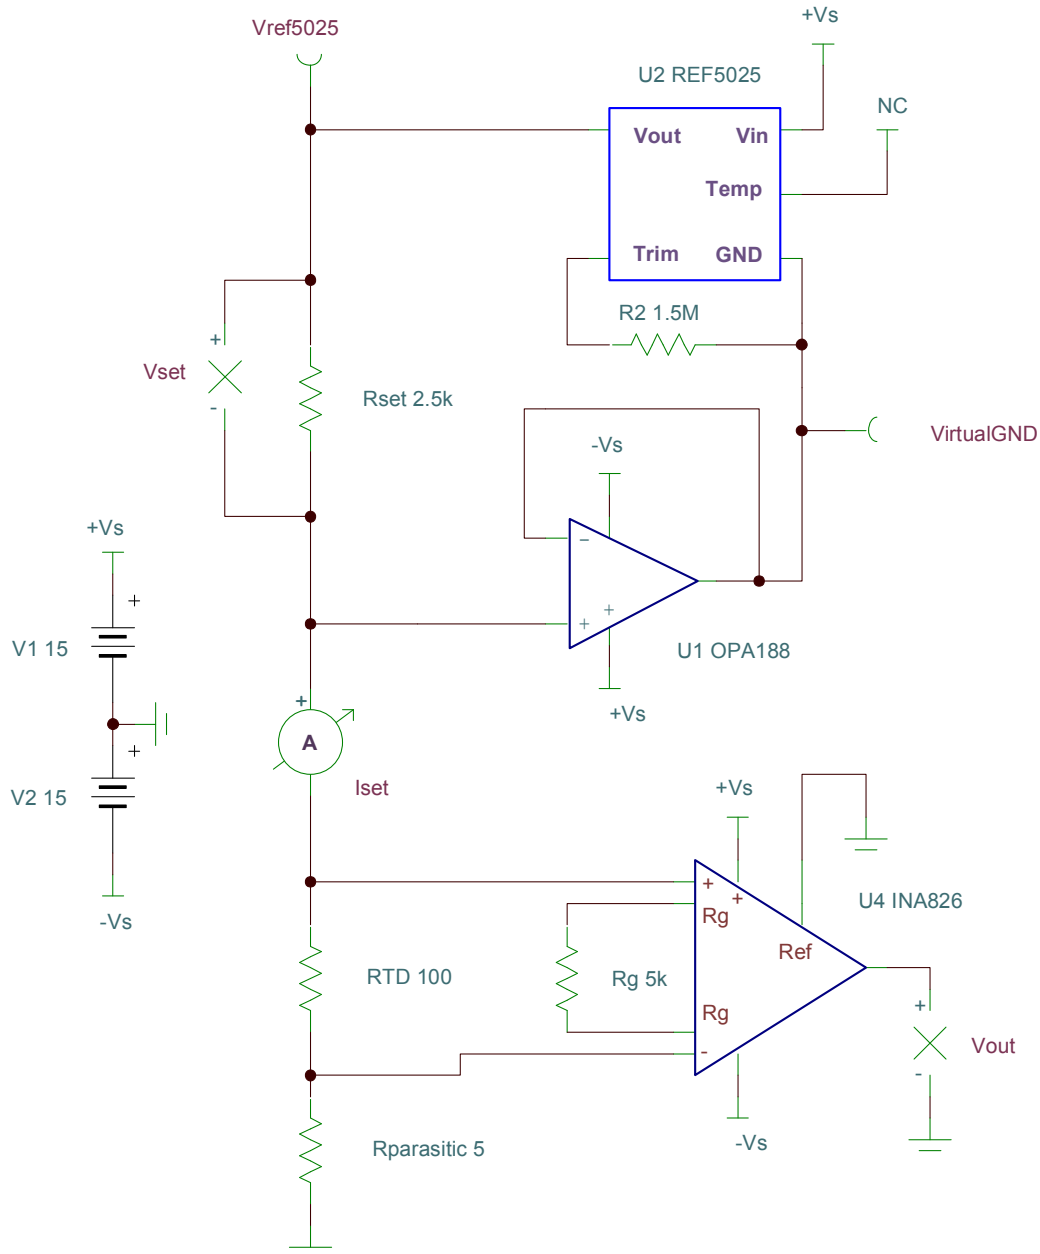 Vref5025
+Vs
U2 REF5025
NC
Vout
Vin
Temp
Trim
GND
R2 1.5M
+
Vset
-
Rset 2.5k
VirtualGND
-Vs
+Vs
+
V1 15
−
+
+
U1 OPA188
+Vs
+
A
+
V2 15
Iset
-Vs
+Vs
+
+
Rg
U4 INA826
Ref
RTD 100
Rg 5k
Rg
-
+
Vout
-
-Vs
Rparasitic 5